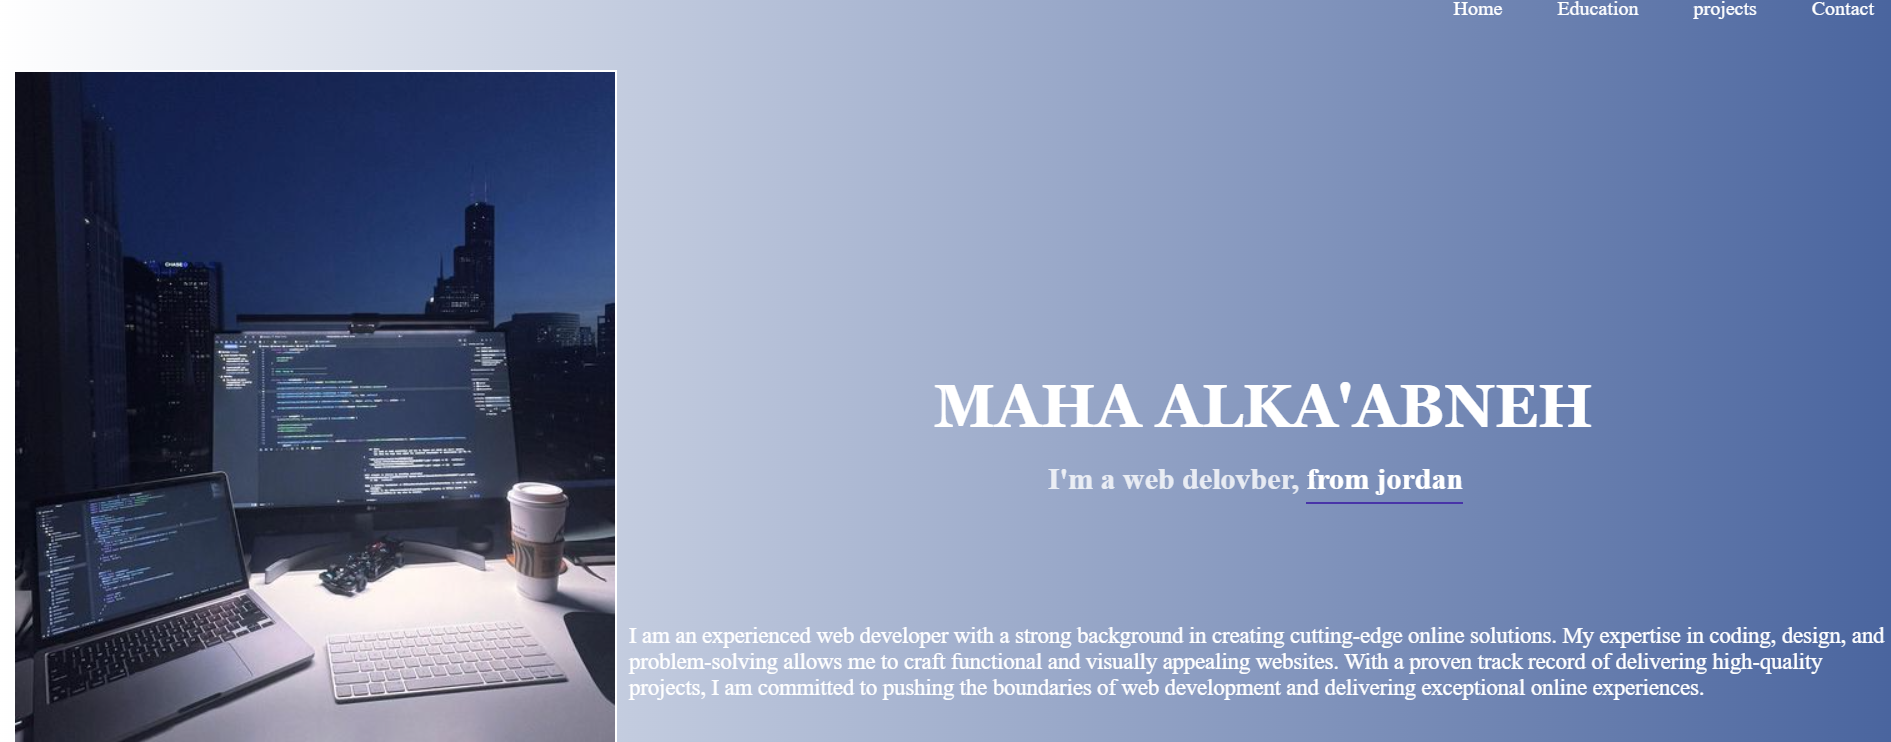 Home Education projects Contact
CHASE
MAHA ALKA'ABNEH
I'm a web delovber, from jordan
I am an experienced web developer with a strong background in creating cutting-edge online solutions. My expertise in coding, design, and
problem-solving allows me to craft functional and visually appealing websites. With a proven track record of delivering high-quality
projects, I am committed to pushing the boundaries of web development and delivering exceptional online experiences.